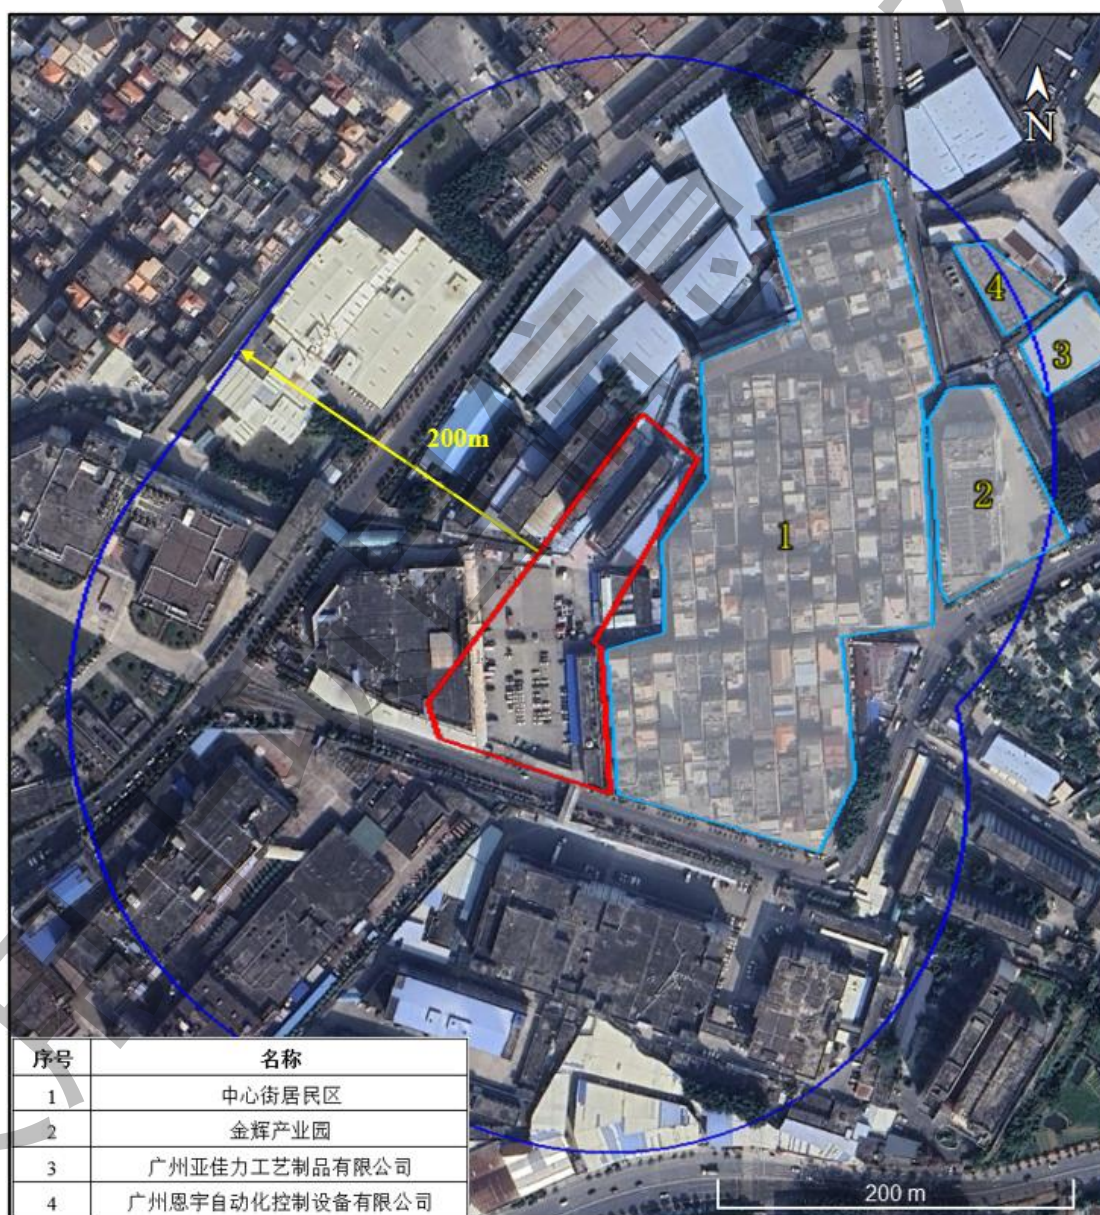 N
4
3
200m
2
1
序号 名称
1 中心街居民区
2 金辉产业园
3 广州亚佳力工艺制品有限公司
4 广州恩宇自动化控制设备有限公司
200 m